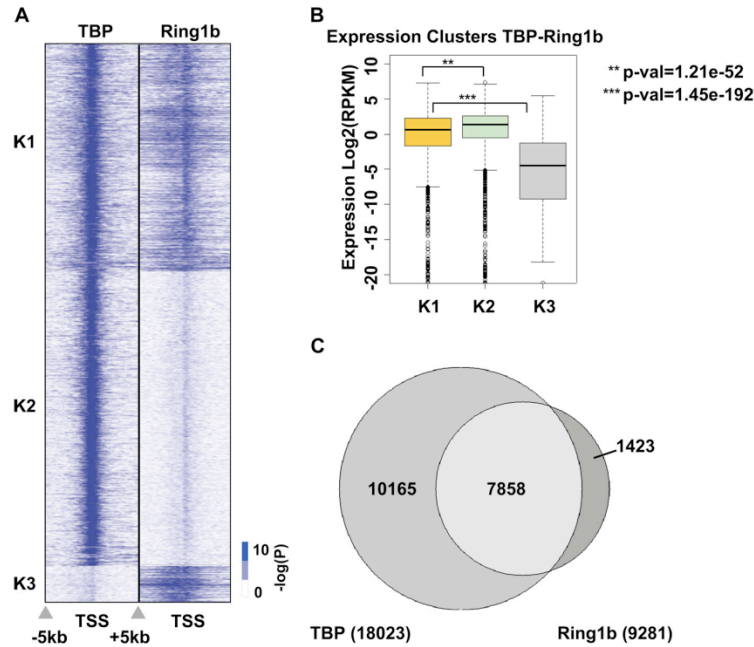 A
TBP Ring1b
K1
K2
K3
10
0
-log(P)
TSS TSS
-5kb +5kb
B
Expression Clusters TBP-Ring1b
** p-val=1.21e-52
*** p-val=1.45e-192
**
***
Expression Log2(RPKM)
10
5
0
-5
-10
-15
-20
K1 K2 K3
C
1423
10165 7858
TBP (18023) Ring1b (9281)